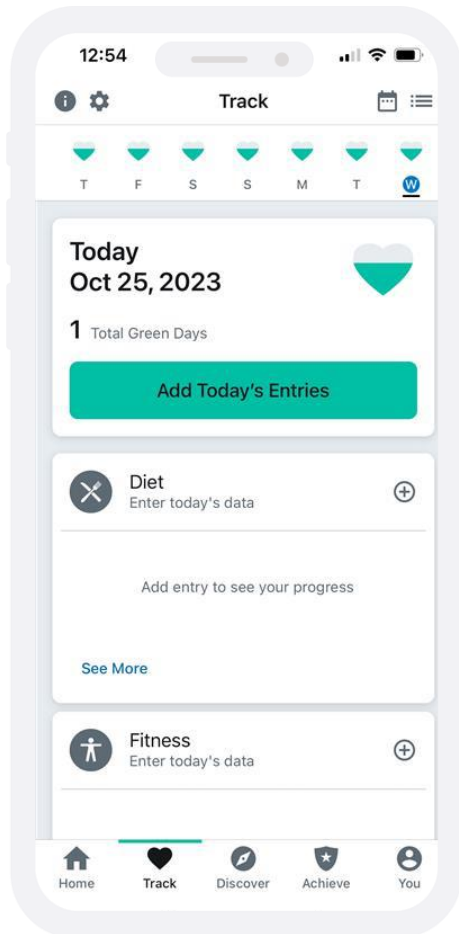 12:54
Track
T F S S M T W
Today
Oct 25, 2023
1 Total Green Days
Add Today's Entries
Diet
Enter today's data
Add entry to see your progress
See More
Fitness
Enter today's data
Home Track Discover Achieve You